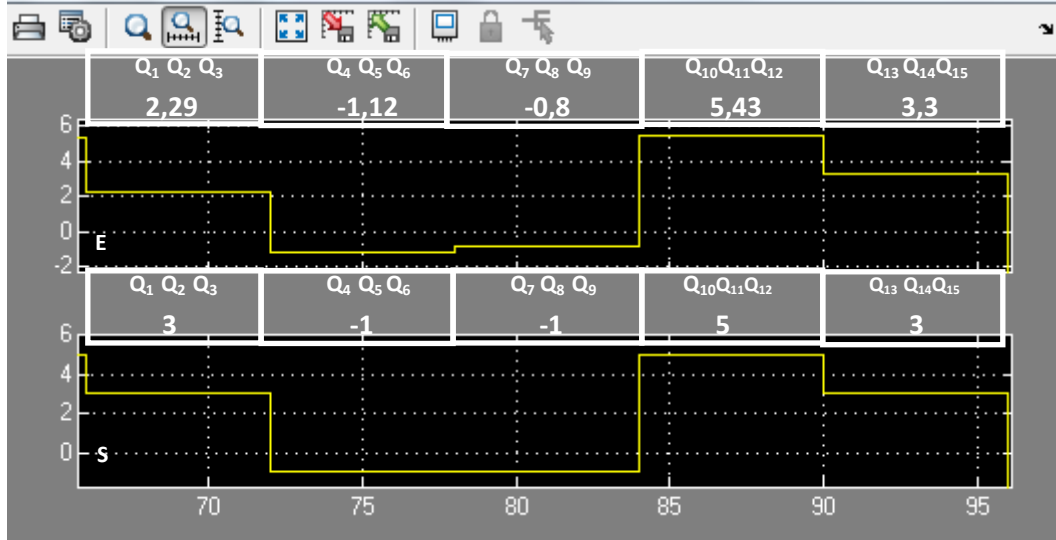 Q₁ Q₂ Q₃ Q₄ Q₅ Q₆ Q₇ Q₈ Q₉ Q₁₀Q₁₁Q₁₂ Q₁₃ Q₁₄Q₁₅
2,29 -1,12 -0,8 5,43 3,3
6
4
2
0
E
-2
Q₁ Q₂ Q₃ Q₄ Q₅ Q₆ Q₇ Q₈ Q₉ Q₁₀Q₁₁Q₁₂ Q₁₃ Q₁₄Q₁₅
3 -1 -1 5 3
6
4
2
0 S
70 75 80 85 90 95